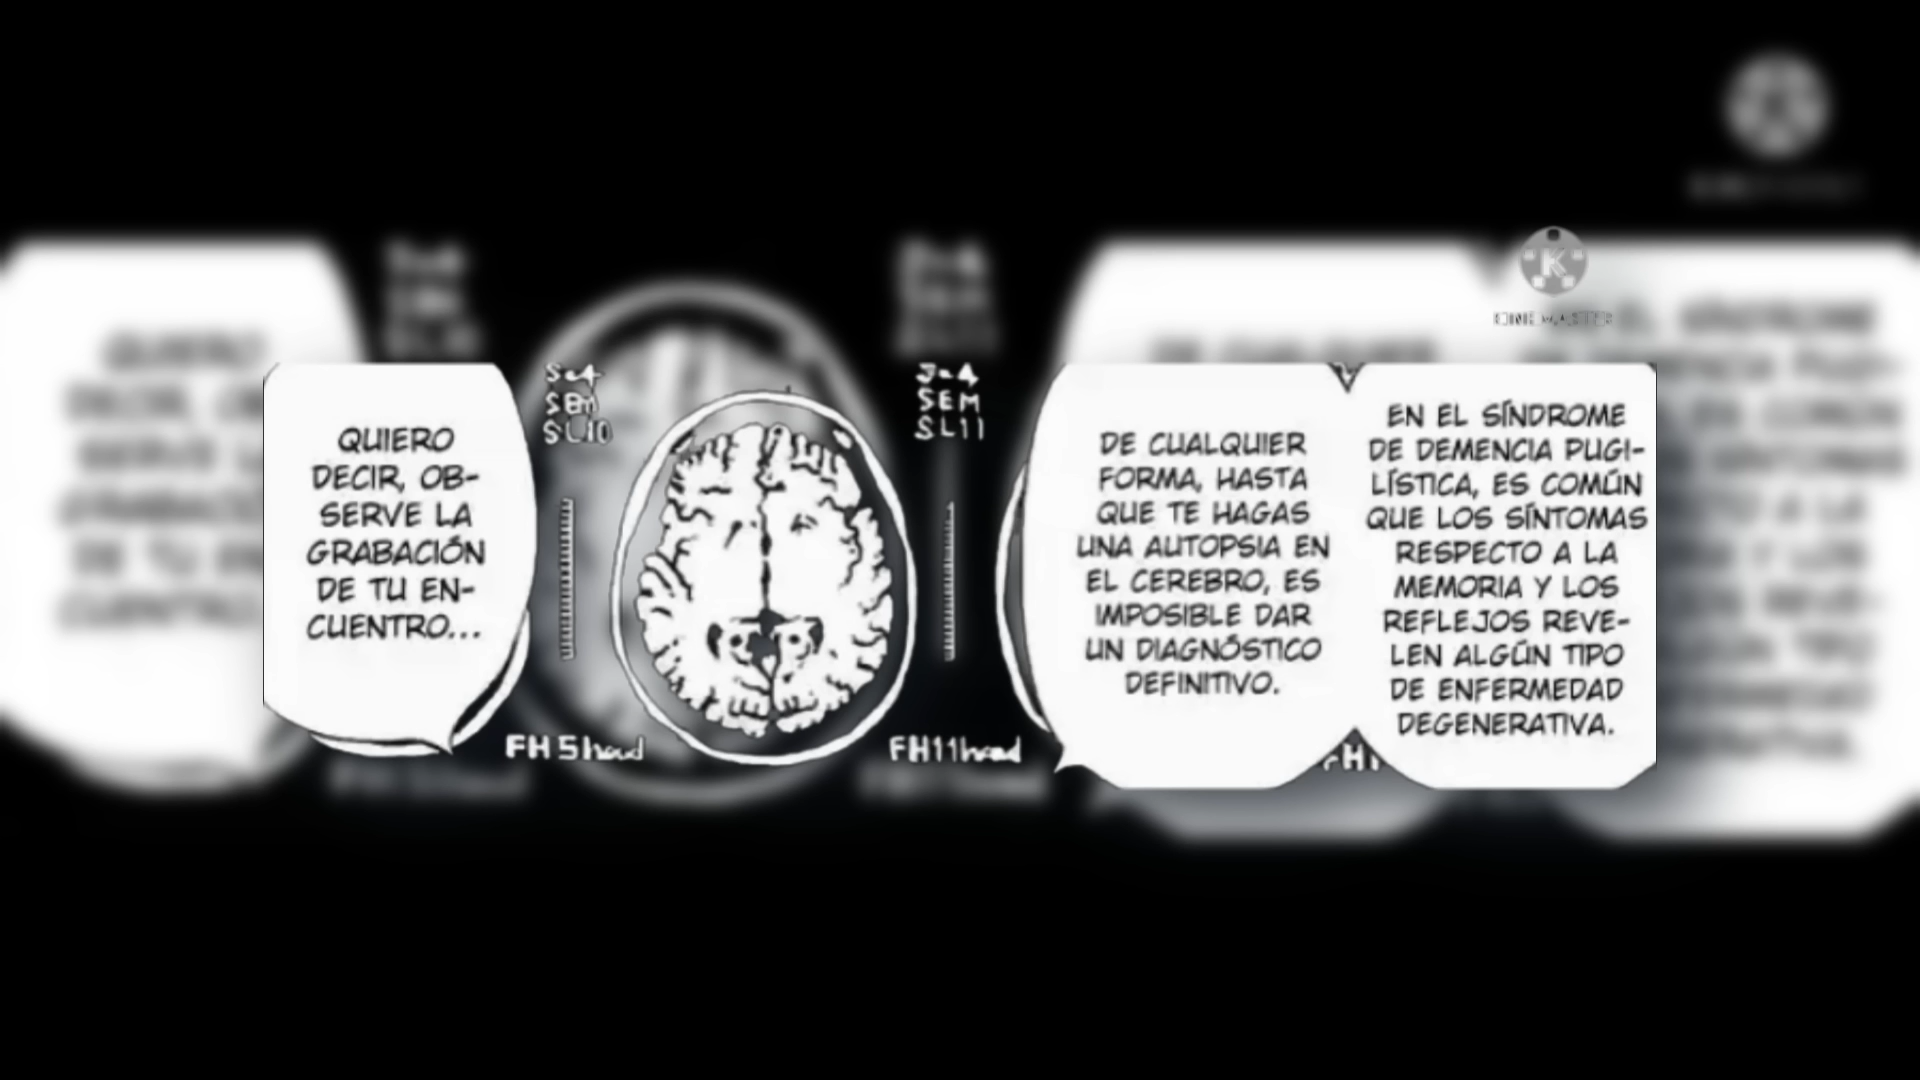 QUIERO
DECIR, OB-
SERVE LA
GRABACIÓN
DE TU EN-
CUENTRO...
S-4
SEM
SL10
FH 5head
J-4
SEM
SL11
FH11head
DE CUALQUIER
FORMA, HASTA
QUE TE HAGAS
UNA AUTOPSIA EN
EL CEREBRO, ES
IMPOSIBLE DAR
UN DIAGNÓSTICO
DEFINITIVO.
EN EL SÍNDROME
DE DEMENCIA PUGI-
LÍSTICA, ES COMÚN
QUE LOS SÍNTOMAS
RESPECTO A LA
MEMORIA Y LOS
REFLEJOS REVE-
LEN ALGÚN TIPO
DE ENFERMEDAD
DEGENERATIVA.
K
KINEMASTER